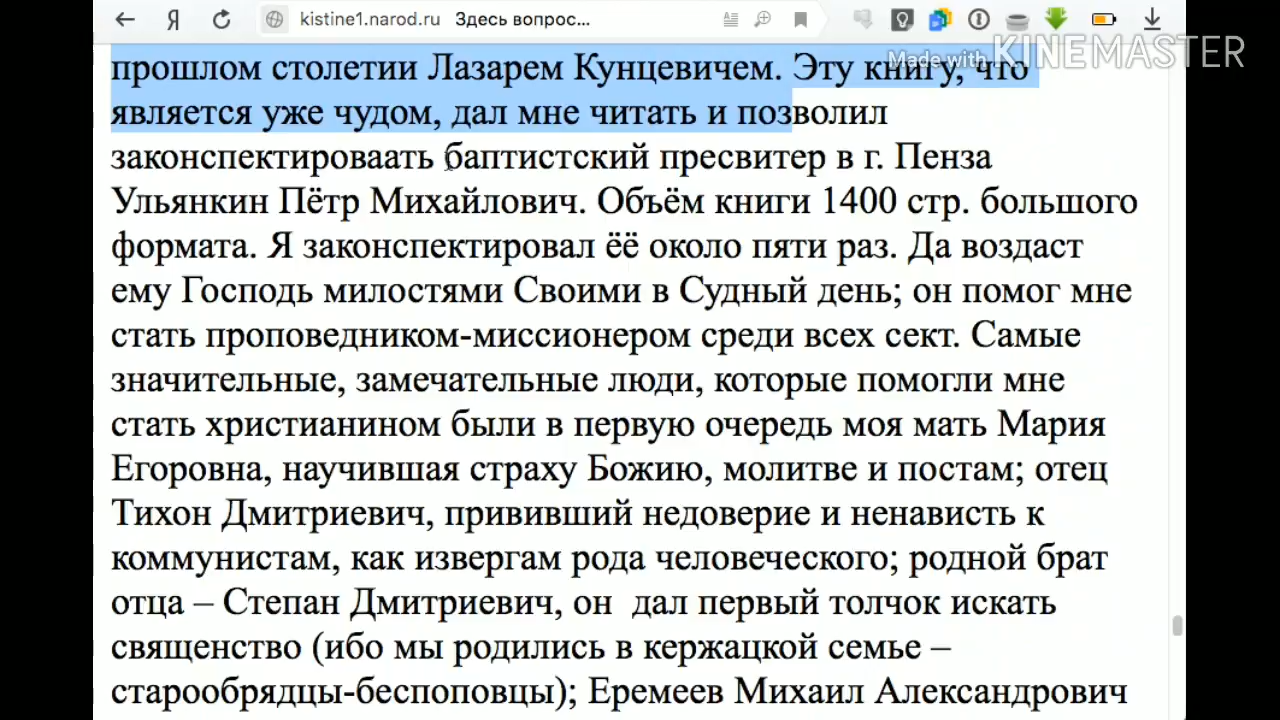 Я kistine1.narod.ru Здесь вопрос...
Made with KINEMASTER
прошлом столетии Лазарем Кунцевичем. Эту книгу, что
является уже чудом, дал мне читать и позволил
законспектироваать баптистский пресвитер в г. Пенза
Ульянкин Пётр Михайлович. Объём книги 1400 стр. большого
формата. Я законспектировал ёё около пяти раз. Да воздаст
ему Господь милостями Своими в Судный день; он помог мне
стать проповедником-миссионером среди всех сект. Самые
значительные, замечательные люди, которые помогли мне
стать христианином были в первую очередь моя мать Мария
Егоровна, научившая страху Божию, молитве и постам; отец
Тихон Дмитриевич, прививший недоверие и ненависть к
коммунистам, как извергам рода человеческого; родной брат
отца – Степан Дмитриевич, он дал первый толчок искать
священство (ибо мы родились в кержацкой семье –
старообрядцы-беспоповцы); Еремеев Михаил Александрович